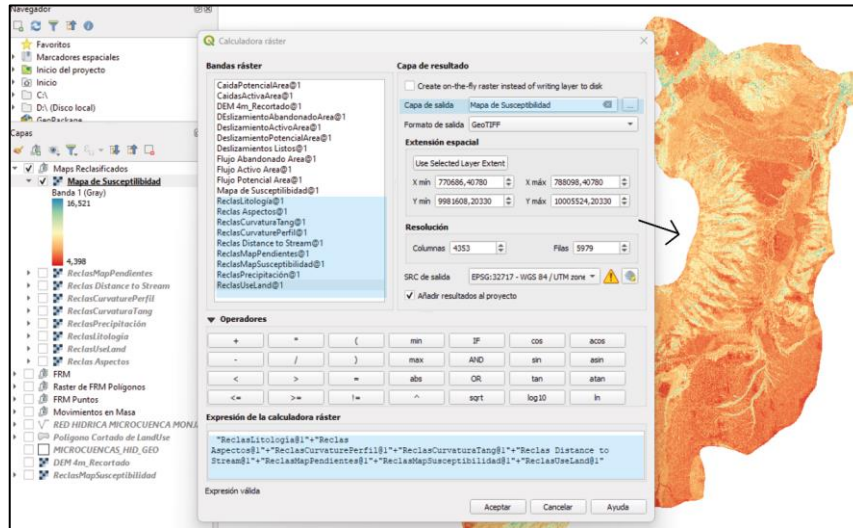 Navegador
Favoritos
Marcadores espaciales
Inicio del proyecto
Inicio
C:\
D:\ (Disco local)
GeoPackage
Capas
Maps Reclasificados
Mapa de Susceptilibidad
Banda 1 (Gray)
16,521
4,398
ReclasMapPendientes
Reclas Distance to Stream
ReclasCurvaturePerfil
ReclasCurvaturaTang
ReclasPrecipitación
ReclasLitología
ReclasUseLand
Reclas Aspectos
FRM
Raster de FRM Polígonos
FRM Puntos
Movimientos en Masa
RED HIDRICA MICROCUENCA MONJ
Poligono Cortado de LandUse
MICROCUENCAS_HID_GEO
DEM 4m_Recortado
ReclasMapSusceptibilidad
Calculadora ráster
Bandas ráster
CaidaPotencialArea@1
CaidasActivaArea@1
DEM 4m_Recortado@1
DEslizamientoAbandonadoArea@1
DeslizamientoActivoArea@1
DeslizamientoPotencialArea@1
Deslizamientos Listos@1
Flujo Abandonado Area@1
Flujo Activo Area@1
Flujo Potencial Area@1
Mapa de Susceptilibidad@1
ReclasLitología@1
Reclas Aspectos@1
ReclasCurvaturaTang@1
ReclasCurvaturePerfil@1
Reclas Distance to Stream@1
ReclasMapPendientes@1
ReclasMapSusceptibilidad@1
ReclasPrecipitación@1
ReclasUseLand@1
Capa de resultado
Create on-the-fly raster instead of writing layer to disk
Capa de salida Mapa de Susceptibilidad ...
Formato de salida GeoTIFF
Extensión espacial
Use Selected Layer Extent
X mín 770686,40780 X máx 788098,40780
Y mín 9981608,20330 Y máx 10005524,20330
Resolución
Columnas 4353 Filas 5979
SRC de salida EPSG:32717 - WGS 84 / UTM zone
Añadir resultados al proyecto
Operadores
+ * ( min IF cos acos
- / ) max AND sin asin
< > = abs OR tan atan
<= >= != ^ sqrt log10 ln
Expresión de la calculadora ráster
"ReclasLitología@1"+"Reclas
Aspectos@1"+"ReclasCurvaturePerfil@1"+"ReclasCurvaturaTang@1"+"Reclas Distance to
Stream@1"+"ReclasMapPendientes@1"+"ReclasMapSusceptibilidad@1"+"ReclasUseLand@1"
Expresión válida
Aceptar Cancelar Ayuda